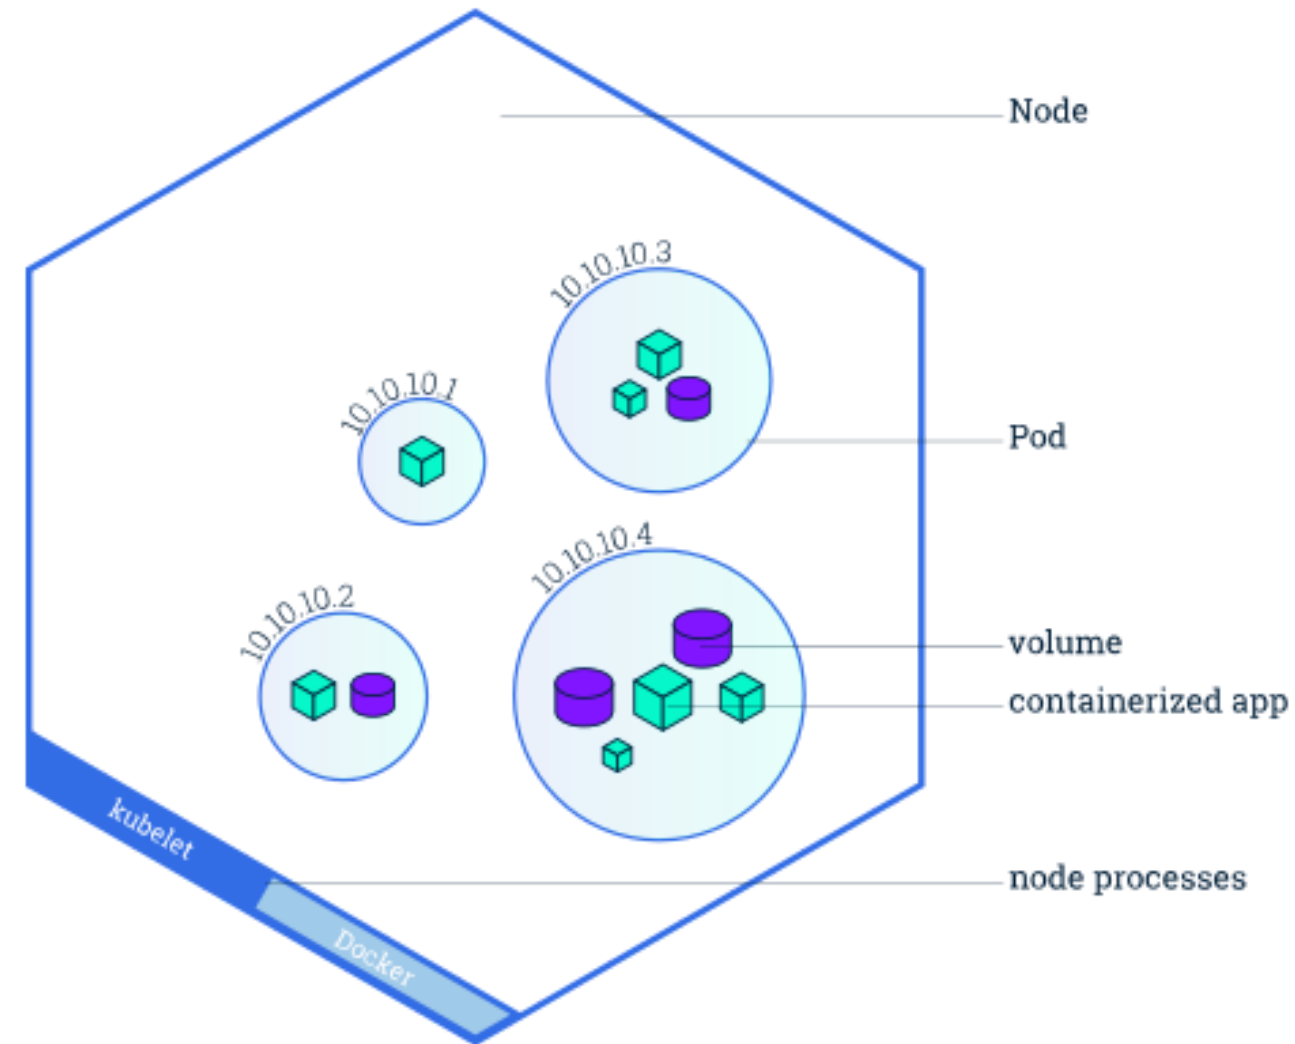 Node
10.10.10.3
10.10.10.1
Pod
10.10.10.4
10.10.10.2
volume
containerized app
kubelet
node processes
Docker